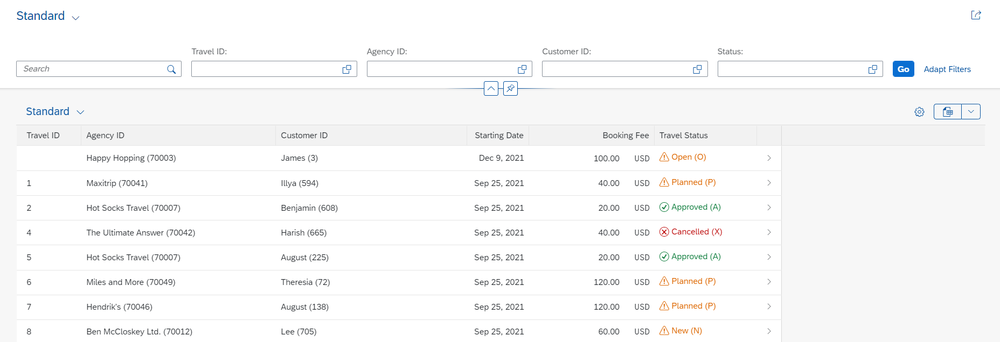 Standard
Travel ID: Agency ID: Customer ID: Status:
Search Go Adapt Filters
Standard
Travel ID Agency ID Customer ID Starting Date Booking Fee Travel Status
Happy Hopping (70003) James (3) Dec 9, 2021 100.00 USD Open (O)
1 Maxitrip (70041) Illya (594) Sep 25, 2021 40.00 USD Planned (P)
2 Hot Socks Travel (70007) Benjamin (608) Sep 25, 2021 20.00 USD Approved (A)
4 The Ultimate Answer (70042) Harish (665) Sep 25, 2021 40.00 USD Cancelled (X)
5 Hot Socks Travel (70007) August (225) Sep 25, 2021 20.00 USD Approved (A)
6 Miles and More (70049) Theresia (72) Sep 25, 2021 120.00 USD Planned (P)
7 Hendrik's (70046) August (138) Sep 25, 2021 120.00 USD Planned (P)
8 Ben McCloskey Ltd. (70012) Lee (705) Sep 25, 2021 60.00 USD New (N)